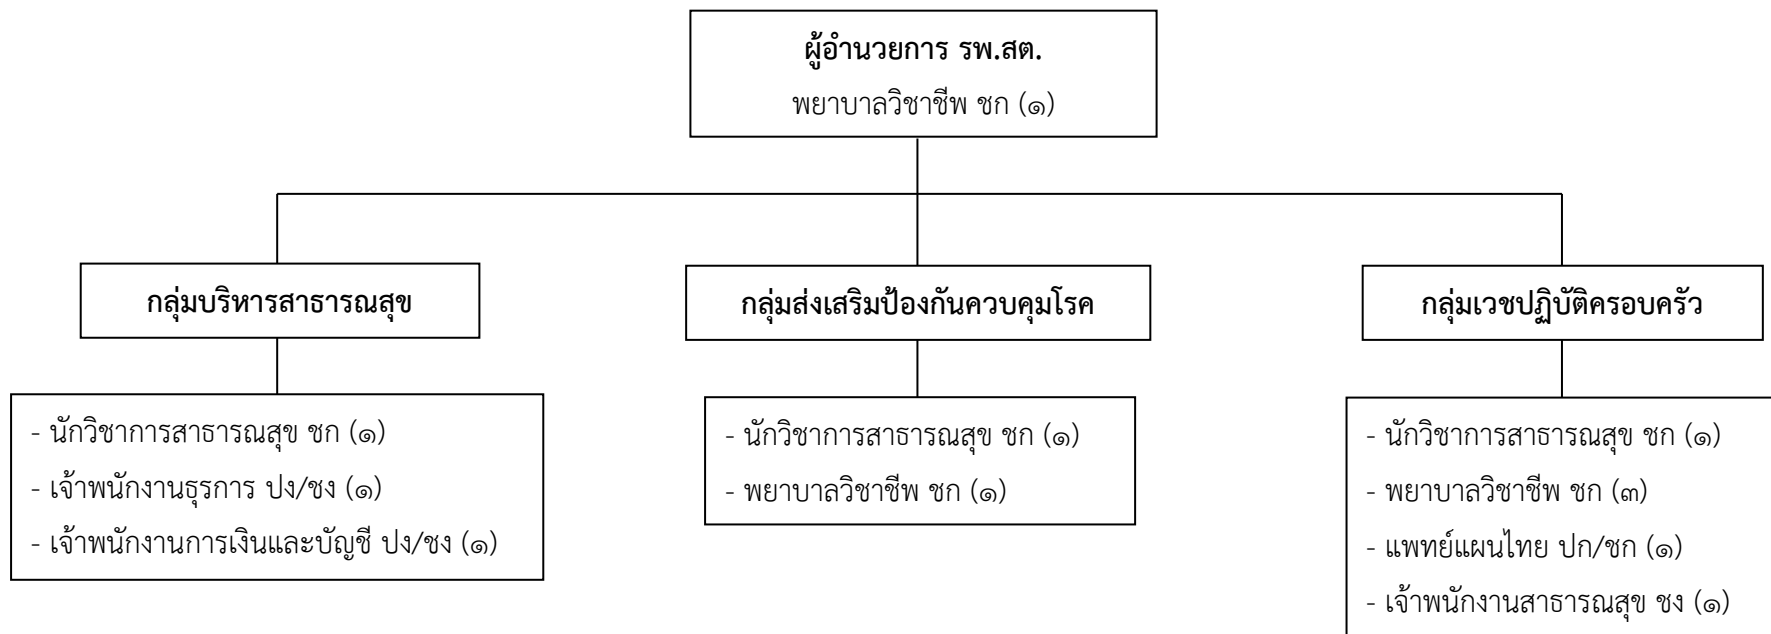 ผู้อำนวยการ รพ.สต.
พยาบาลวิชาชีพ ชก (๑)
กลุ่มบริหารสาธารณสุข
- นักวิชาการสาธารณสุข ชก (๑)
- เจ้าพนักงานธุรการ ปง/ชง (๑)
- เจ้าพนักงานการเงินและบัญชี ปง/ชง (๑)
กลุ่มส่งเสริมป้องกันควบคุมโรค
- นักวิชาการสาธารณสุข ชก (๑)
- พยาบาลวิชาชีพ ชก (๑)
กลุ่มเวชปฏิบัติครอบครัว
- นักวิชาการสาธารณสุข ชก (๑)
- พยาบาลวิชาชีพ ชก (๓)
- แพทย์แผนไทย ปก/ชก (๑)
- เจ้าพนักงานสาธารณสุข ชง (๑)